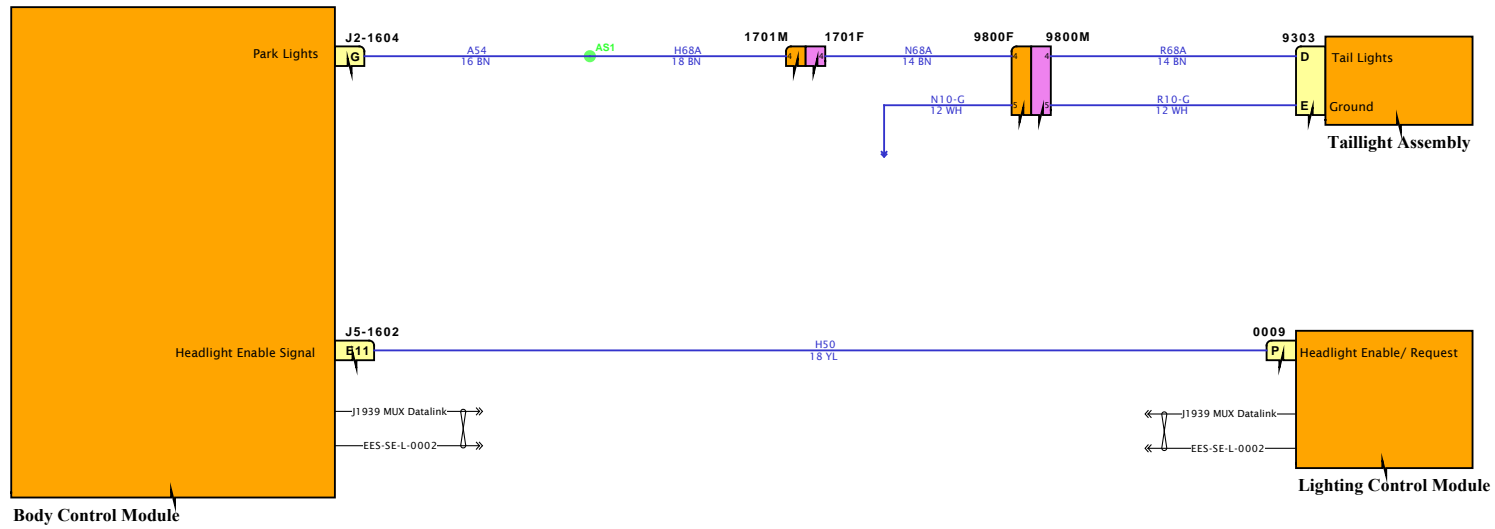 Park Lights
J2-1604
G
A54
16 BN
AS1
H68A
18 BN
1701M
1701F
4
4
N68A
14 BN
9800F
9800M
4
4
R68A
14 BN
9303
D
Tail Lights
N10-G
12 WH
5
5
R10-G
12 WH
E
Ground
Taillight Assembly
Headlight Enable Signal
J5-1602
E11
H50
18 YL
0009
P
Headlight Enable/ Request
J1939 MUX Datalink
EES-SE-L-0002
J1939 MUX Datalink
EES-SE-L-0002
Body Control Module
Lighting Control Module